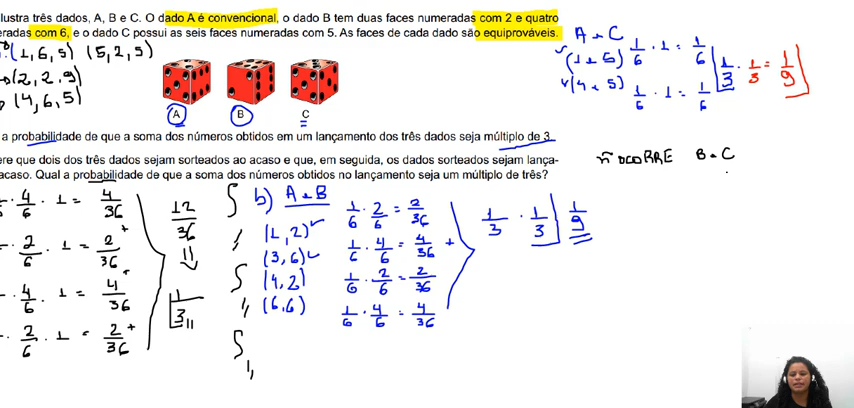 lustra três dados, A, B e C. O dado A é convencional, o dado B tem duas faces numeradas com 2 e quatro
eradas com 6, e o dado C possui as seis faces numeradas com 5. As faces de cada dado são equiprováveis.
(1,6,5) (5,2,5)
(4,6,5)
A B C
a probabilidade de que a soma dos números obtidos em um lançamento dos três dados seja múltiplo de 3.
ere que dois dos três dados sejam sorteados ao acaso e que, em seguida, os dados sorteados sejam lança-
acaso. Qual a probabilidade de que a soma dos números obtidos no lançamento seja um múltiplo de três?
· 4/6 · 1 = 4/36
· 2/6 · 1 = 2/36 +
· 4/6 · 1 = 4/36
· 2/6 · 1 = 2/36 +
12/36
1/3
b) A + B
(1,2) 1/6 · 2/6 = 2/36
(3,6) 1/6 · 4/6 = 4/36 +
(4,2) 1/6 · 2/6 = 2/36
(6,6) 1/6 · 4/6 = 4/36
1/3 · 1/3 1/9
A + C
1/6 · 1 = 1/6
(4+5) 1/6 · 1 = 1/6
1/3 · 1/3 = 1/9
ñ OCORRE B + C